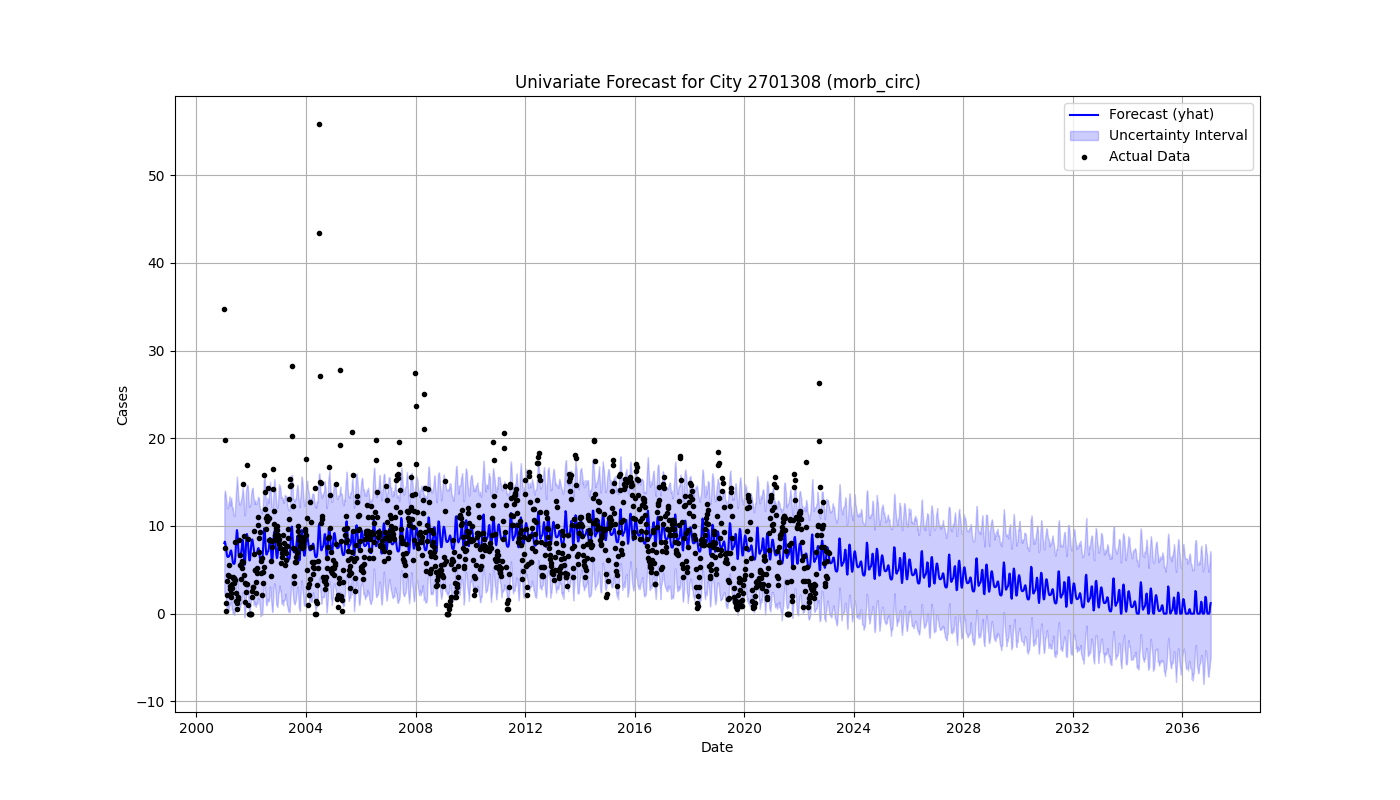 Univariate Forecast for City 2701308 (morb_circ)
Forecast (yhat)
Uncertainty Interval
Actual Data
Cases
50
40
30
20
10
0
−10
2000 2004 2008 2012 2016 2020 2024 2028 2032 2036
Date